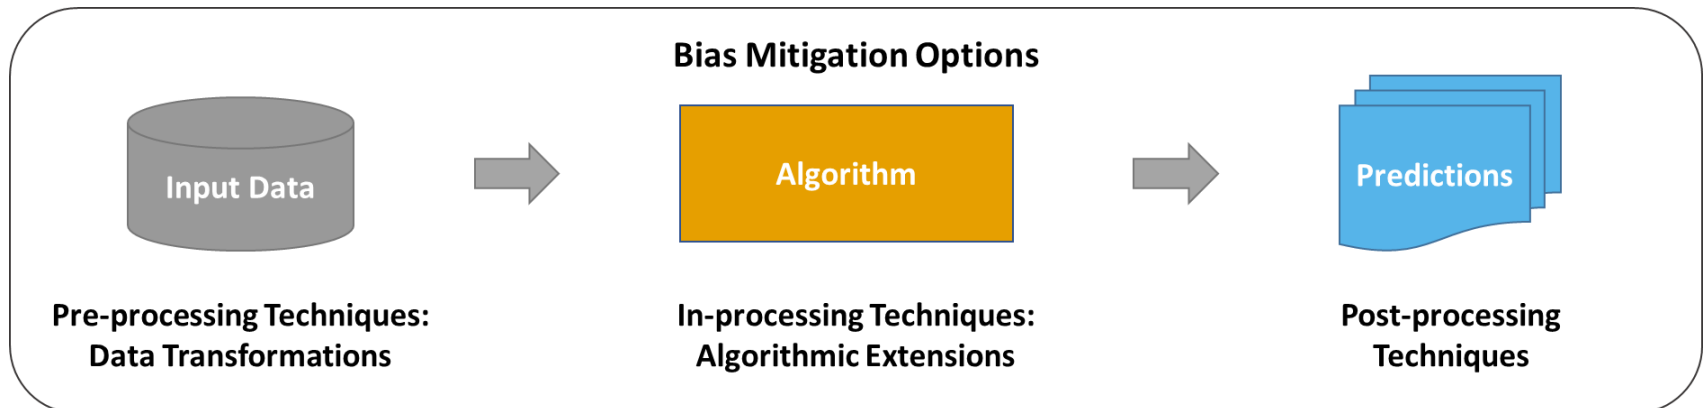 Bias Mitigation Options
Input Data
Algorithm
Predictions
Pre-processing Techniques:
Data Transformations
In-processing Techniques:
Algorithmic Extensions
Post-processing
Techniques